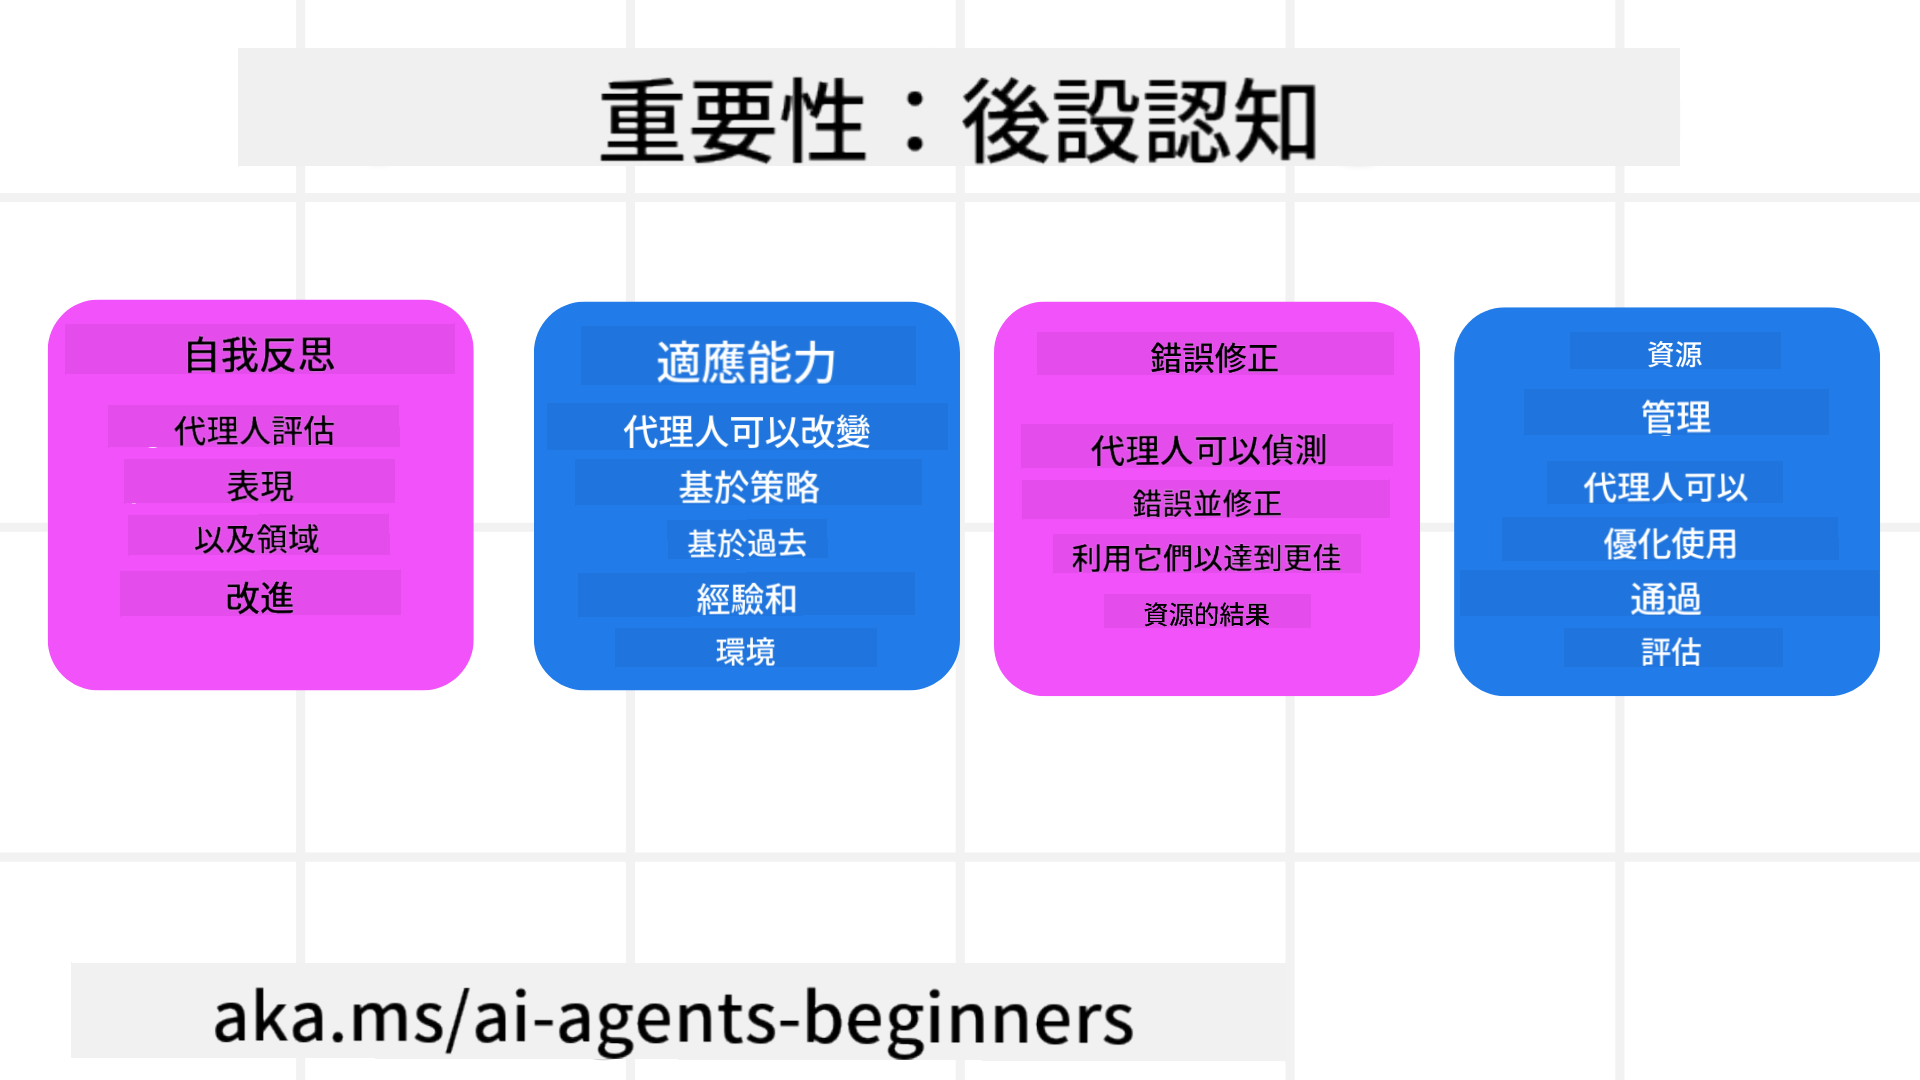 重要性：後設認知
自我反思
代理人評估
表現
以及領域
改進
適應能力
代理人可以改變
基於策略
基於過去
經驗和
環境
錯誤修正
代理人可以偵測
錯誤並修正
利用它們以達到更佳
資源的結果
資源
管理
代理人可以
優化使用
通過
評估
aka.ms/ai-agents-beginners